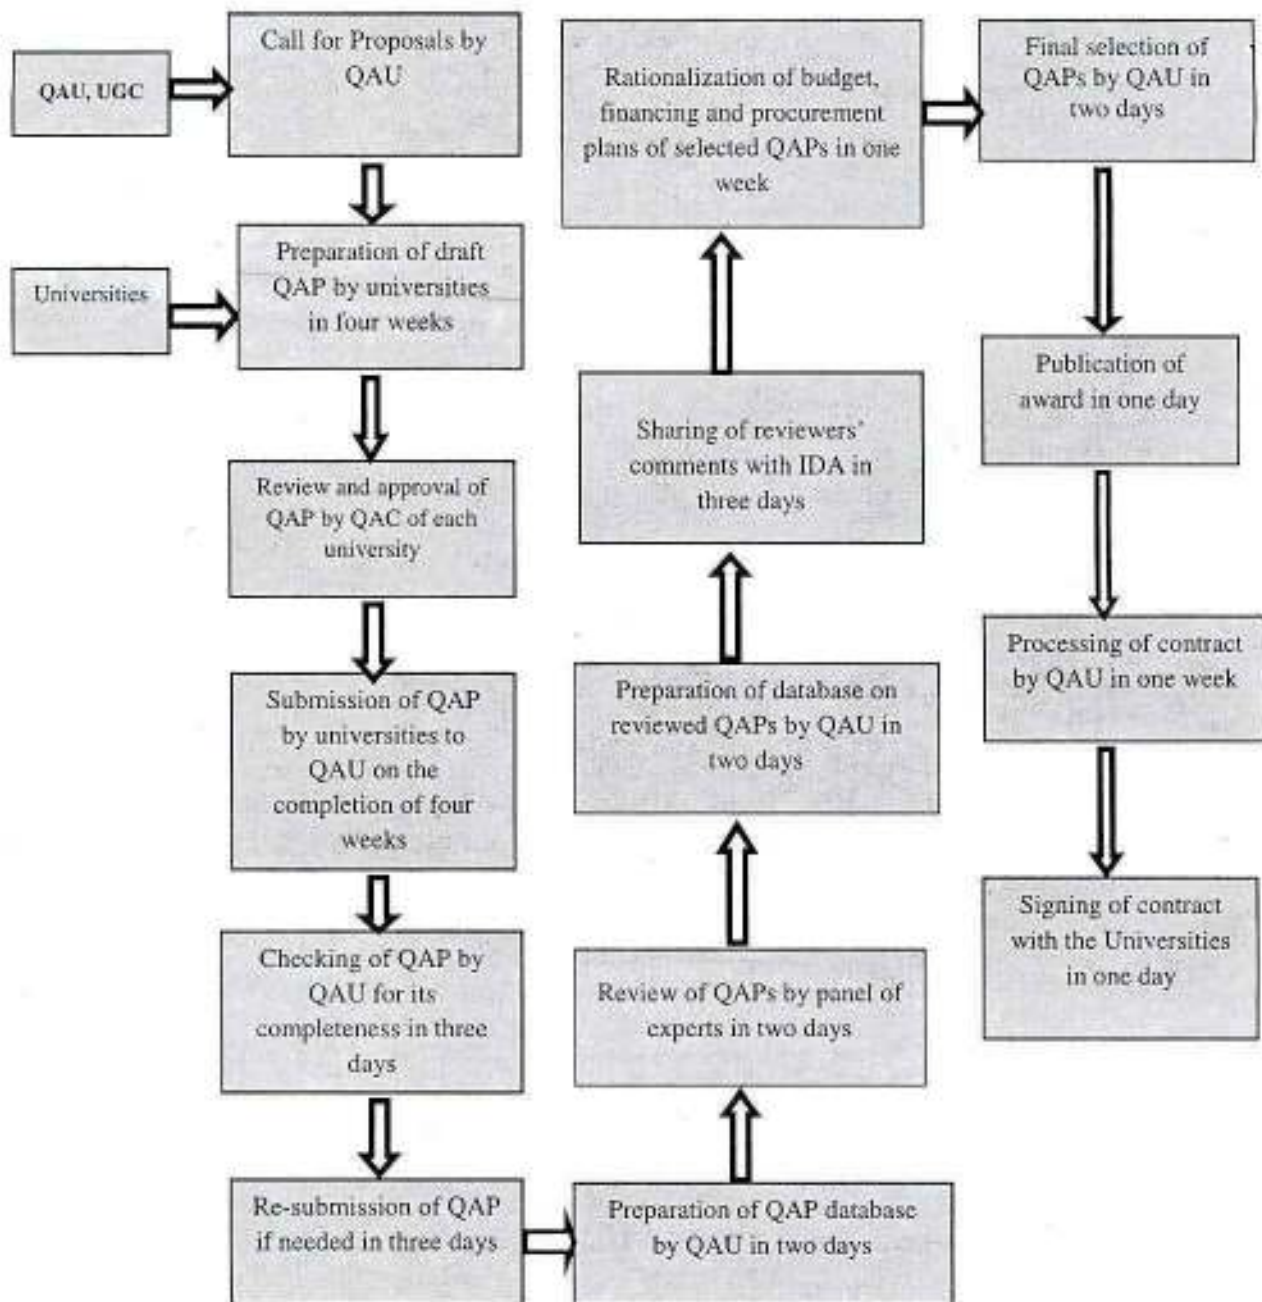 QAU, UGC
Call for Proposals by
QAU
Universities
Preparation of draft
QAP by universities
in four weeks
Review and approval of
QAP by QAC of each
university
Submission of QAP
by universities to
QAU on the
completion of four
weeks
Checking of QAP by
QAU for its
completeness in three
days
Re-submission of QAP
if needed in three days
Preparation of QAP database
by QAU in two days
Review of QAPs by panel of
experts in two days
Preparation of database on
reviewed QAPs by QAU in
two days
Sharing of reviewers'
comments with IDA in
three days
Rationalization of budget,
financing and procurement
plans of selected QAPs in one
week
Final selection of
QAPs by QAU in
two days
Publication of
award in one day
Processing of contract
by QAU in one week
Signing of contract
with the Universities
in one day